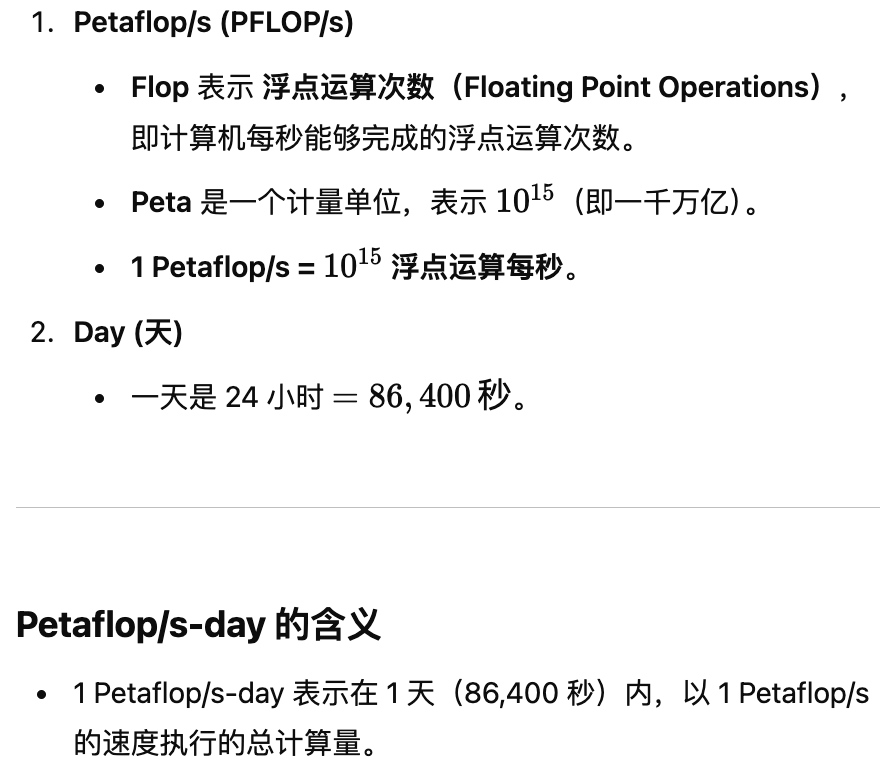 1. Petaflop/s (PFLOP/s)
• Flop 表示 浮点运算次数（Floating Point Operations），
即计算机每秒能够完成的浮点运算次数。
• Peta 是一个计量单位，表示 10¹⁵（即一千万亿）。
• 1 Petaflop/s = 10¹⁵ 浮点运算每秒。
2. Day (天)
• 一天是 24 小时 = 86,400 秒。
Petaflop/s-day 的含义
• 1 Petaflop/s-day 表示在 1 天（86,400 秒）内，以 1 Petaflop/s
的速度执行的总计算量。